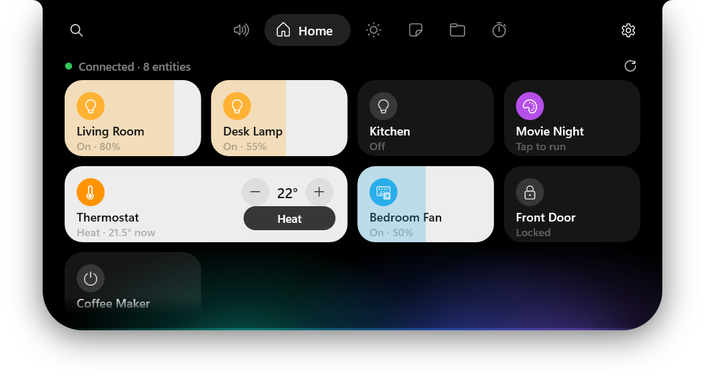 Home
Connected · 8 entities
Living Room
On · 80%
Desk Lamp
On · 55%
Kitchen
Off
Movie Night
Tap to run
Thermostat
Heat · 21.5° now
22°
Heat
Bedroom Fan
On · 50%
Front Door
Locked
Coffee Maker